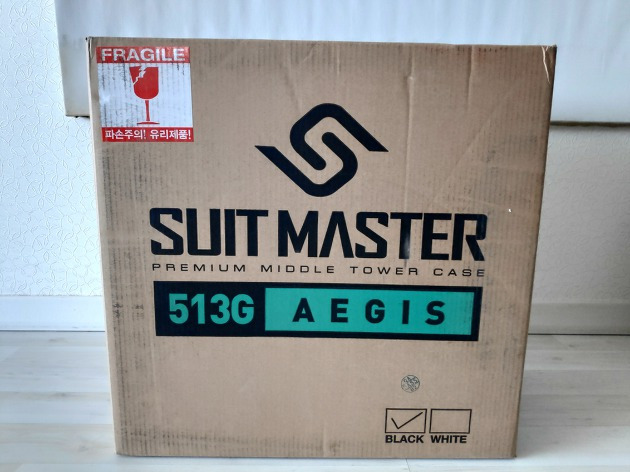 FRAGILE
파손주의! 유리제품!
SUIT MASTER
PREMIUM MIDDLE TOWER CASE
513G AEGIS
BLACK WHITE